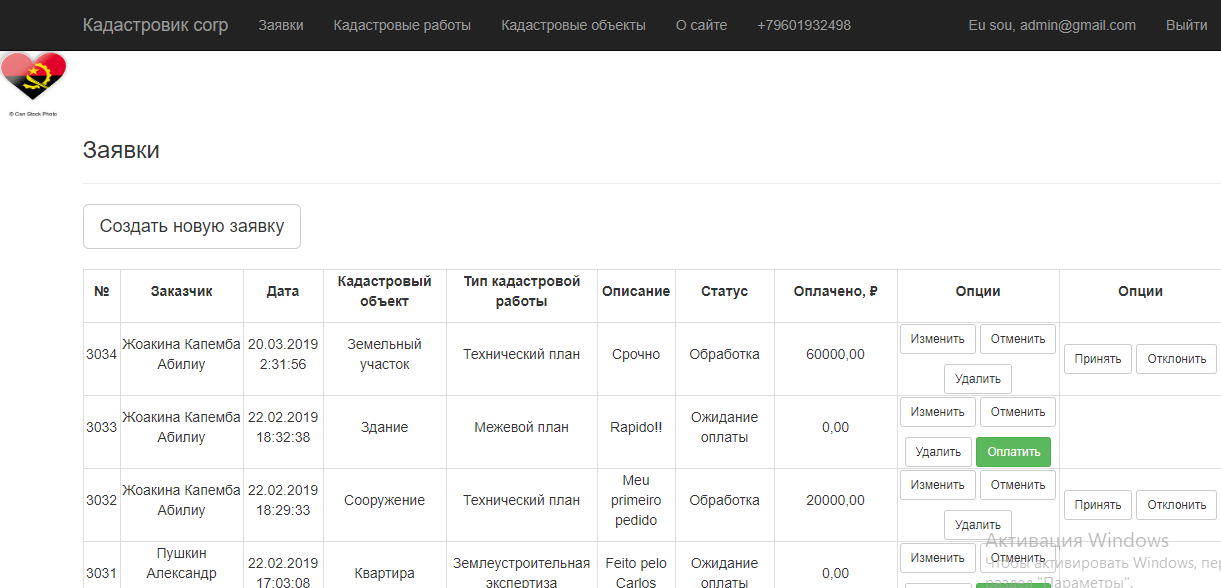 Кадастровик corp Заявки Кадастровые работы Кадастровые объекты О сайте +79601932498 Eu sou, admin@gmail.com Выйти
© Can Stock Photo
Заявки
Создать новую заявку
№ Заказчик Дата Кадастровый объект Тип кадастровой работы Описание Статус Оплачено, ₽ Опции Опции
3034 Жоакина Капемба Абилиу 20.03.2019 2:31:56 Земельный участок Технический план Срочно Обработка 60000,00 Изменить Отменить Удалить Принять Отклонить
3033 Жоакина Капемба Абилиу 22.02.2019 18:32:38 Здание Межевой план Rapido!! Ожидание оплаты 0,00 Изменить Отменить Удалить Оплатить
3032 Жоакина Капемба Абилиу 22.02.2019 18:29:33 Сооружение Технический план Meu primeiro pedido Обработка 20000,00 Изменить Отменить Удалить Принять Отклонить
3031 Пушкин Александр 22.02.2019 17:03:08 Квартира Землеустроительная экспертиза Feito pelo Carlos Ожидание оплаты 0,00 Изменить Отменить
Активация Windows
Чтобы активировать Windows, пер
раздел "Параметры".